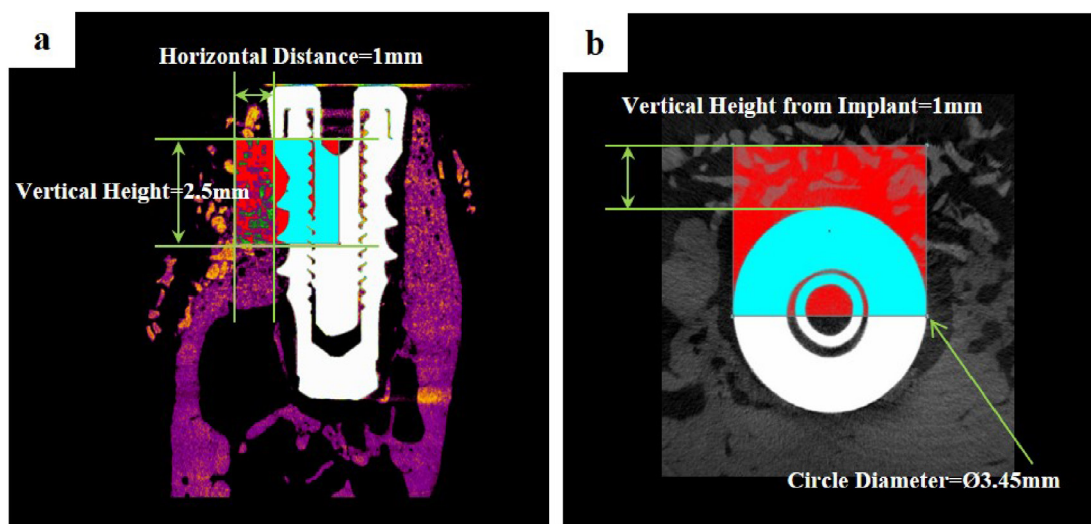 a
Horizontal Distance=1mm
Vertical Height=2.5mm
b
Vertical Height from Implant=1mm
Circle Diameter=Ø3.45mm